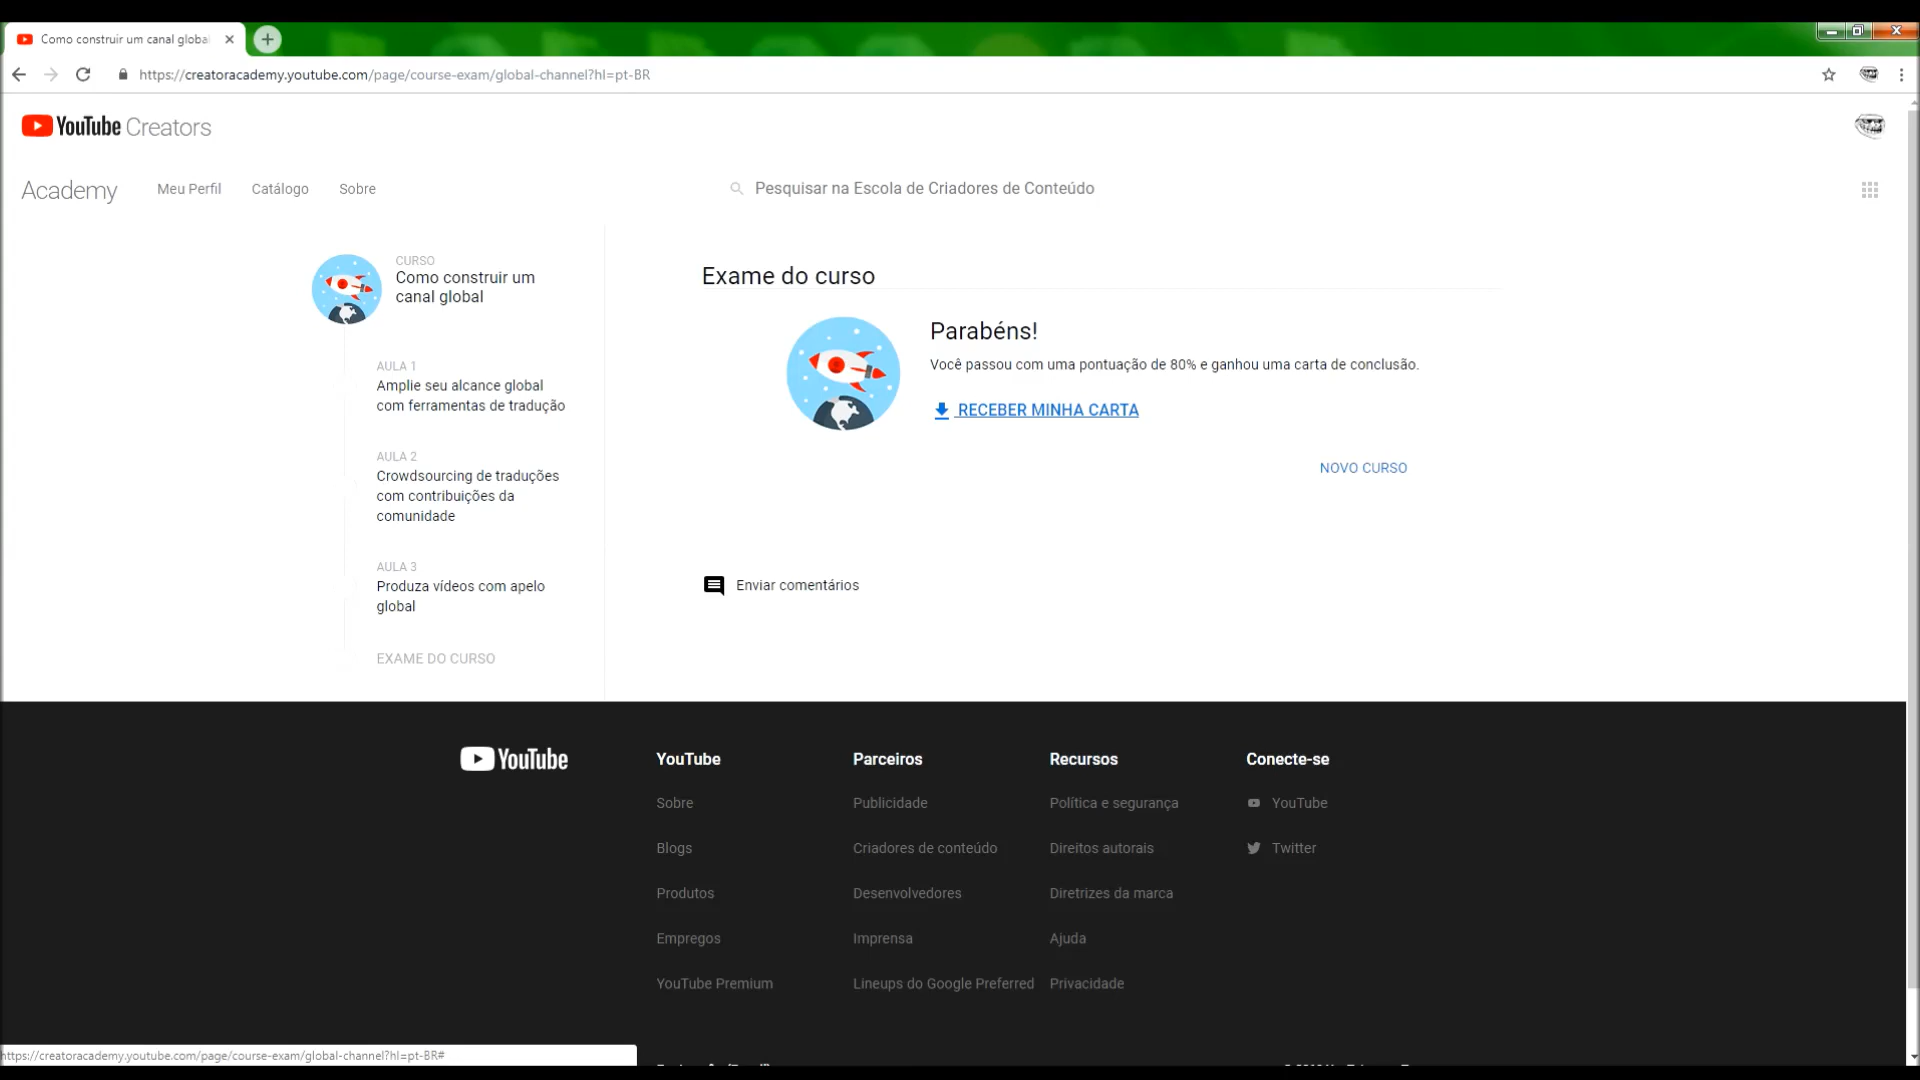 Como construir um canal globa
https://creatoracademy.youtube.com/page/course-exam/global-channel?hl=pt-BR
YouTube Creators
Academy
Meu Perfil
Catálogo
Sobre
Pesquisar na Escola de Criadores de Conteúdo
CURSO
Como construir um
canal global
AULA 1
Amplie seu alcance global
com ferramentas de tradução
AULA 2
Crowdsourcing de traduções
com contribuições da
comunidade
AULA 3
Produza vídeos com apelo
global
EXAME DO CURSO
Exame do curso
Parabéns!
Você passou com uma pontuação de 80% e ganhou uma carta de conclusão.
RECEBER MINHA CARTA
NOVO CURSO
Enviar comentários
YouTube
YouTube
Sobre
Blogs
Produtos
Empregos
YouTube Premium
Parceiros
Publicidade
Criadores de conteúdo
Desenvolvedores
Imprensa
Lineups do Google Preferred
Recursos
Política e segurança
Direitos autorais
Diretrizes da marca
Ajuda
Privacidade
Conecte-se
YouTube
Twitter
https://creatoracademy.youtube.com/page/course-exam/global-channel?hl=pt-BR#